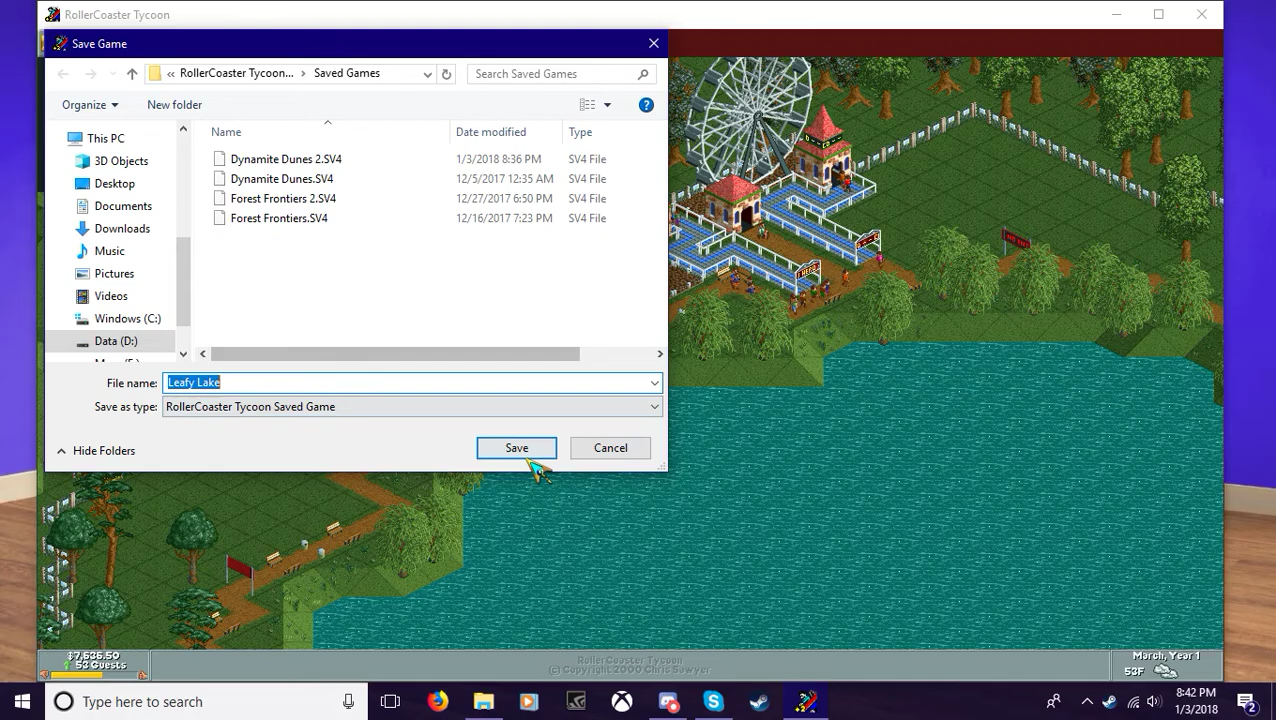 RollerCoaster Tycoon
Save Game
« RollerCoaster Tycoon... › Saved Games
Search Saved Games
Organize
New folder
This PC
3D Objects
Desktop
Documents
Downloads
Music
Pictures
Videos
Windows (C:)
Data (D:)
Name
Date modified
Type
Dynamite Dunes 2.SV4 1/3/2018 8:36 PM SV4 File
Dynamite Dunes.SV4 12/5/2017 12:35 AM SV4 File
Forest Frontiers 2.SV4 12/27/2017 6:50 PM SV4 File
Forest Frontiers.SV4 12/16/2017 7:23 PM SV4 File
File name: Leafy Lake
Save as type: RollerCoaster Tycoon Saved Game
Hide Folders
Save
Cancel
$7,636.50
53 Guests
RollerCoaster Tycoon
(c) Copyright 2000 Chris Sawyer
March, Year 1
53F
Type here to search
8:42 PM
1/3/2018
2